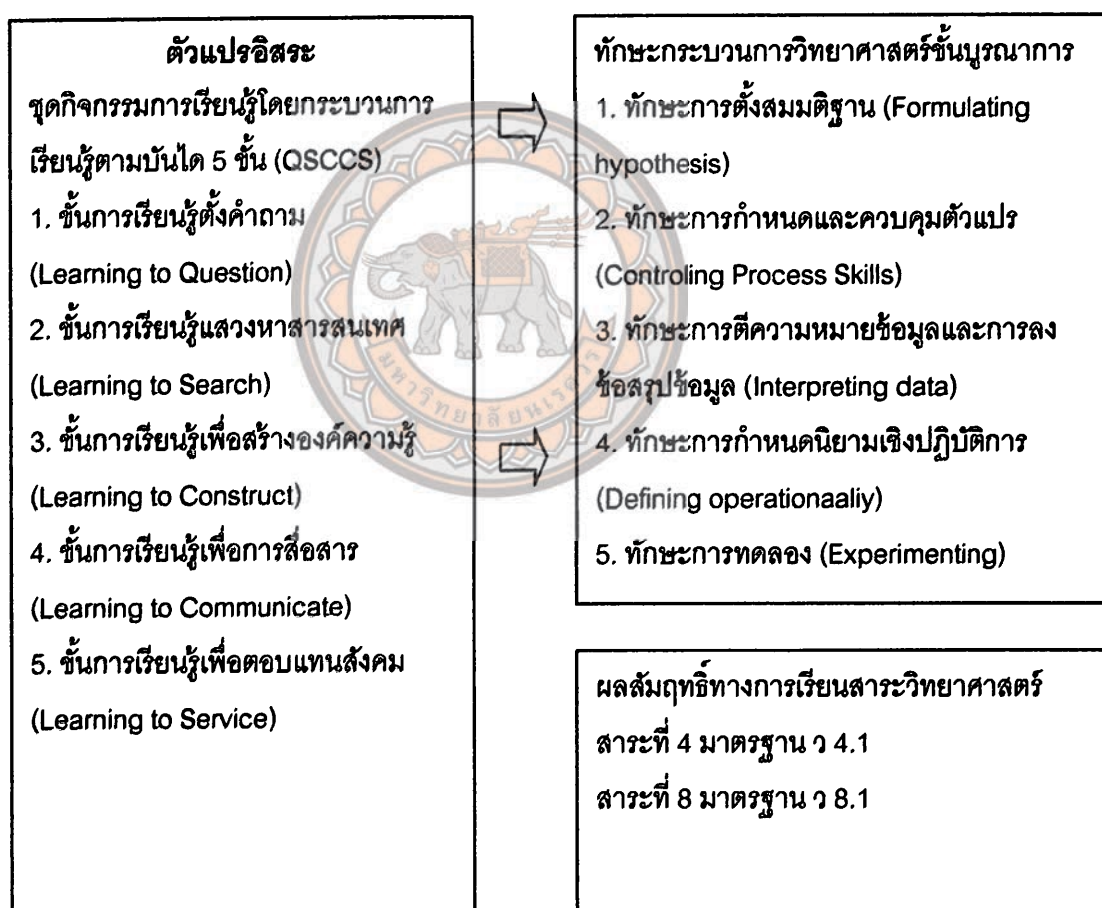 ตัวแปรอิสระ
ชุดกิจกรรมการเรียนรู้โดยกระบวนการ
เรียนรู้ตามบันได 5 ขั้น (QSCCS)
1. ขั้นการเรียนรู้ตั้งคำถาม
(Learning to Question)
2. ขั้นการเรียนรู้แสวงหาสารสนเทศ
(Learning to Search)
3. ขั้นการเรียนรู้เพื่อสร้างองค์ความรู้
(Learning to Construct)
4. ขั้นการเรียนรู้เพื่อการสื่อสาร
(Learning to Communicate)
5. ขั้นการเรียนรู้เพื่อตอบแทนสังคม
(Learning to Service)
ทักษะกระบวนการวิทยาศาสตร์ขั้นบูรณาการ
1. ทักษะการตั้งสมมติฐาน (Formulating
hypothesis)
2. ทักษะการกำหนดและควบคุมตัวแปร
(Controling Process Skills)
3. ทักษะการตีความหมายข้อมูลและการลง
ข้อสรุปข้อมูล (Interpreting data)
4. ทักษะการกำหนดนิยามเชิงปฏิบัติการ
(Defining operationaaliy)
5. ทักษะการทดลอง (Experimenting)
ผลสัมฤทธิ์ทางการเรียนสาระวิทยาศาสตร์
สาระที่ 4 มาตรฐาน ว 4.1
สาระที่ 8 มาตรฐาน ว 8.1
มหาวิทยาลัยนเรศวร